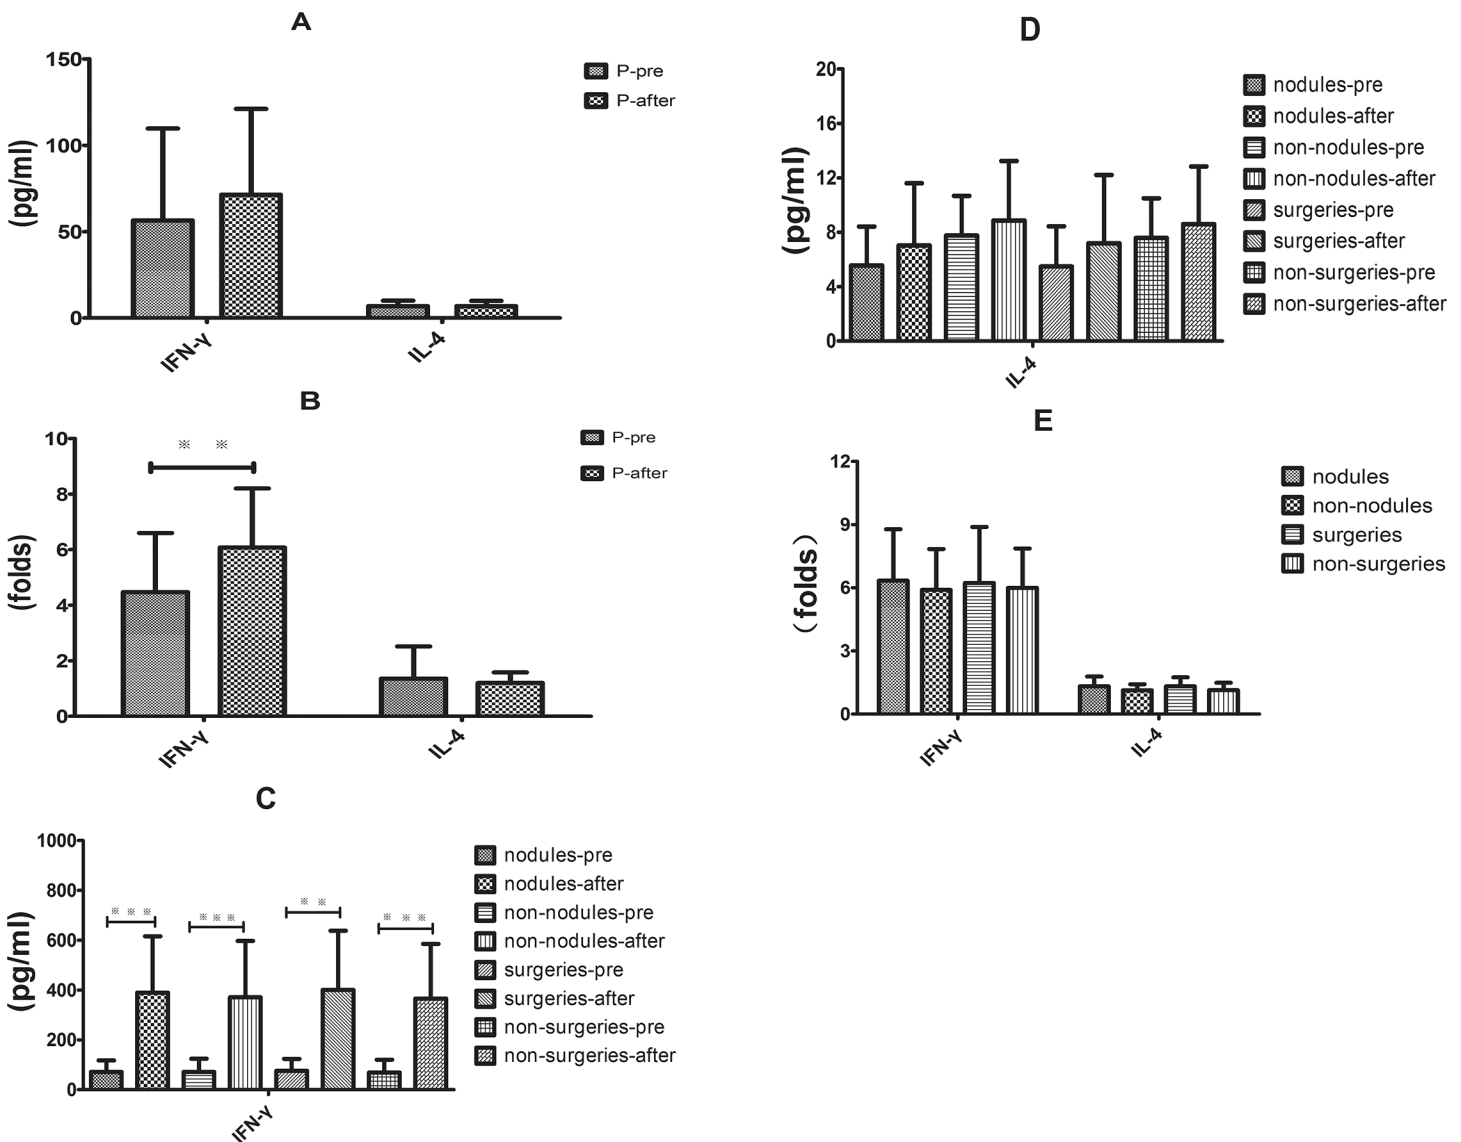 A
150
100
50
0
(pg/ml)
IFN-γ
IL-4
P-pre
P-after
B
10
8
6
4
2
0
(folds)
※ ※
IFN-γ
IL-4
P-pre
P-after
C
1000
800
600
400
200
0
(pg/ml)
※ ※ ※
※ ※ ※
※ ※
※ ※ ※
IFN-γ
nodules-pre
nodules-after
non-nodules-pre
non-nodules-after
surgeries-pre
surgeries-after
non-surgeries-pre
non-surgeries-after
D
20
16
12
8
4
0
(pg/ml)
IL-4
nodules-pre
nodules-after
non-nodules-pre
non-nodules-after
surgeries-pre
surgeries-after
non-surgeries-pre
non-surgeries-after
E
12
9
6
3
0
（folds）
IFN-γ
IL-4
nodules
non-nodules
surgeries
non-surgeries